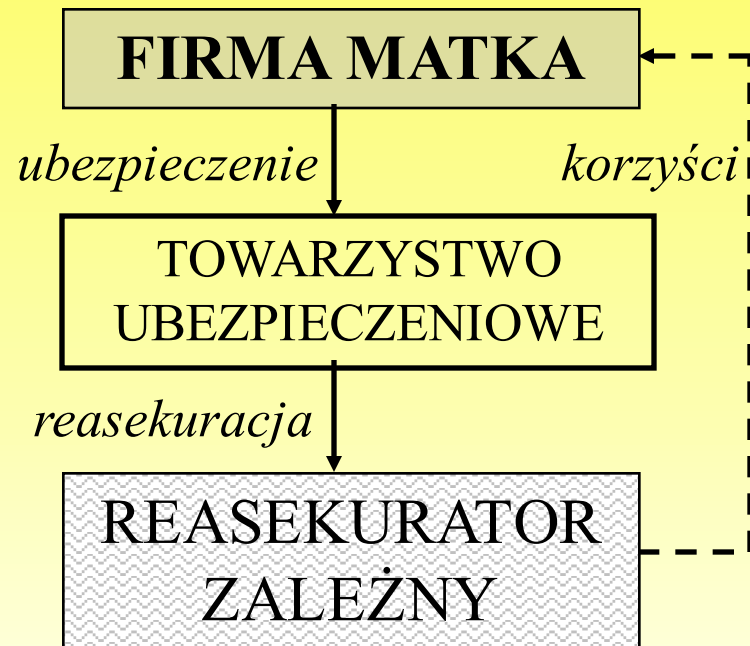 FIRMA MATKA
ubezpieczenie
korzyści
TOWARZYSTWO
UBEZPIECZENIOWE
reasekuracja
REASEKURATOR
ZALEŻNY